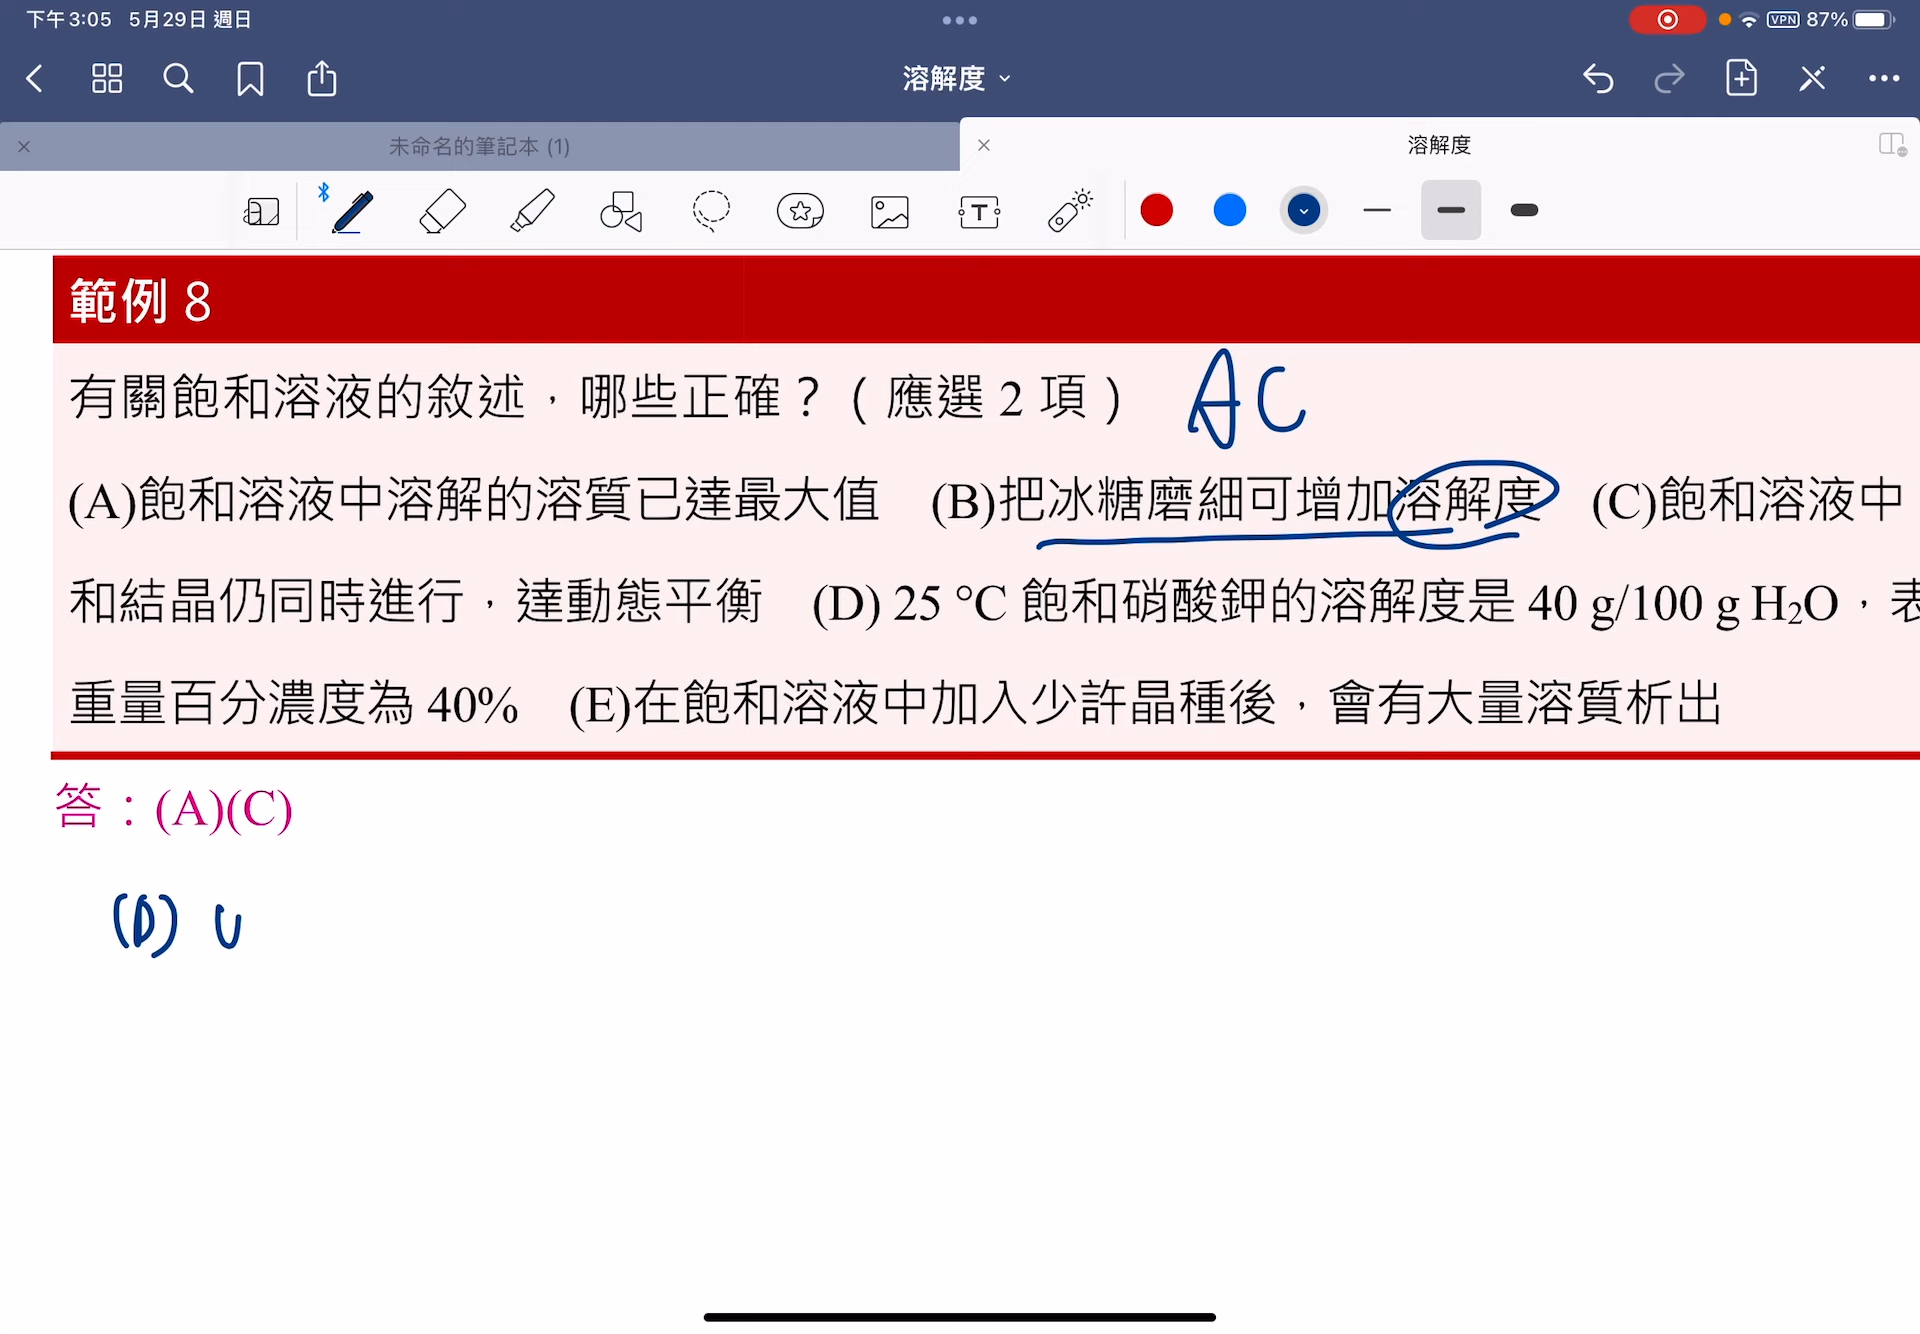 下午3:05 5月29日 週日
VPN 87%
溶解度
未命名的筆記本 (1)
溶解度
範例 8
有關飽和溶液的敘述，哪些正確？（應選 2 項） AC
(A)飽和溶液中溶解的溶質已達最大值 (B)把冰糖磨細可增加溶解度 (C)飽和溶液中
和結晶仍同時進行，達動態平衡 (D) 25 °C 飽和硝酸鉀的溶解度是 40 g/100 g H₂O，表
重量百分濃度為 40% (E)在飽和溶液中加入少許晶種後，會有大量溶質析出
答：(A)(C)
(D)